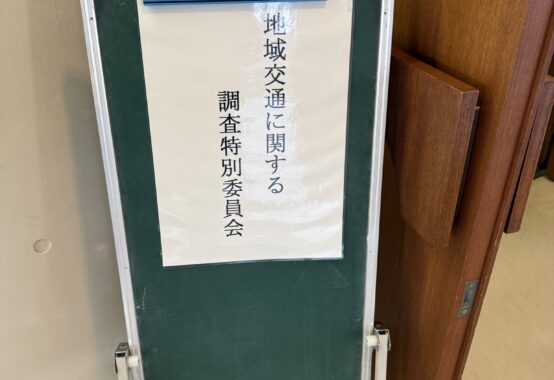 地域交通に関する
調査特別委員会